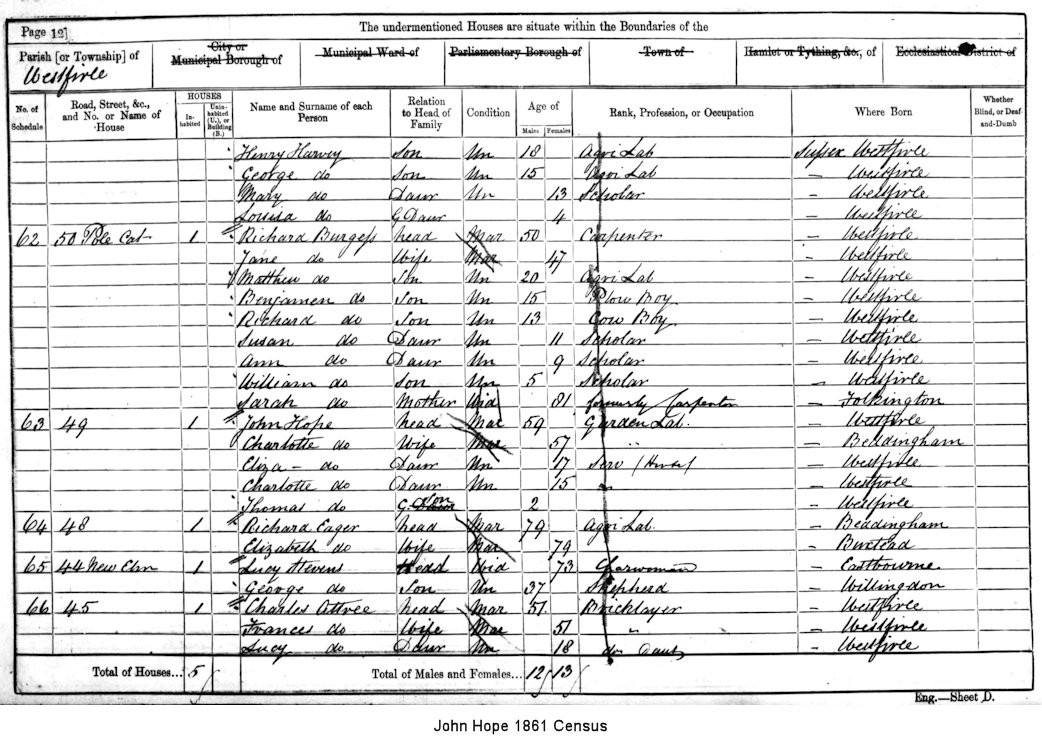 Page 12]
The undermentioned Houses are situate within the Boundaries of the
Parish [or Township] of City or Municipal Borough of Municipal Ward of Parliamentary Borough of Town of Hamlet or Tything, &c., of Ecclesiastical District of
Westfirle
No. of Schedule Road, Street, &c., and No. or Name of House HOUSES Inhabited Uninhabited (U.), or Building (B.) Name and Surname of each Person Relation to Head of Family Condition Age of Males Females Rank, Profession, or Occupation Where Born Whether Blind, or Deaf-and-Dumb
Henry Harvey Son Un 18 Agri Lab Sussex Westfirle
George do Son Un 15 Agri Lab — Westfirle
Mary do Daur Un 13 Scholar — Westfirle
Louisa do G Daur 4 — Westfirle
62 50 Pole Cat 1 Richard Burgess head Mar 50 Carpenter — Westfirle
Jane do Wife Mar 47 — Westfirle
Matthew do Son Un 20 Agri Lab — Westfirle
Benjamen do Son Un 15 Plow Boy — Westfirle
Richard do Son Un 13 Cow Boy — Westfirle
Susan do Daur Un 11 Scholar — Westfirle
Ann do Daur Un 9 Scholar — Westfirle
William do Son Un 5 Scholar — Westfirle
Sarah do Mother Wid 81 formerly Carpenter — Folkington
63 49 1 John Hope head Mar 59 Garden Lab. — Westfirle
Charlotte do Wife Mar 57 " — Beddingham
Eliza — do Daur Un 17 Serv (House) — Westfirle
Charlotte do Daur Un 15 " — Westfirle
Thomas do G. Son 2 — Westfirle
64 48 1 Richard Eager head Mar 79 Agri Lab. — Beddingham
Elizabeth do Wife Mar 79 — Buxtead
65 44 New Elm 1 Lucy Stevens Head Wid 73 Charwoman — Eastbourne
George do Son Un 37 Shepherd — Willingdon
66 45 1 Charles Attree head Mar 51 Bricklayer — Westfirle
Frances do Wife Mar 51 " — Westfirle
Lucy do Daur Un 18 do — Westfirle
Total of Houses... 5 Total of Males and Females... 12 13
Eng.—Sheet D.
John Hope 1861 Census